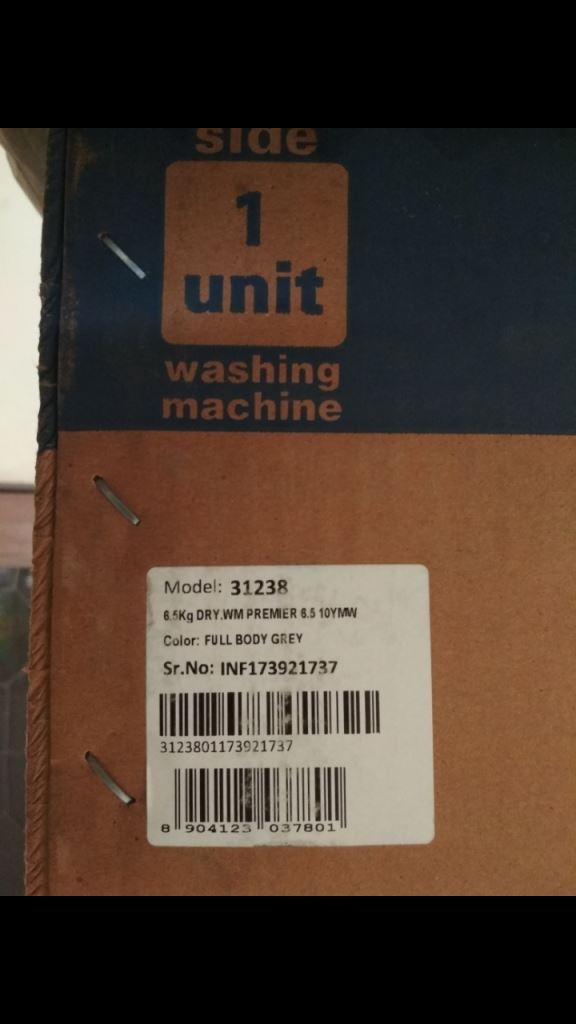 side
1
unit
washing
machine
Model: 31238
6.5Kg DRY.WM PREMIER 6.5 10YMW
Color: FULL BODY GREY
Sr.No: INF173921737
3123801173921737
8 904123 037801